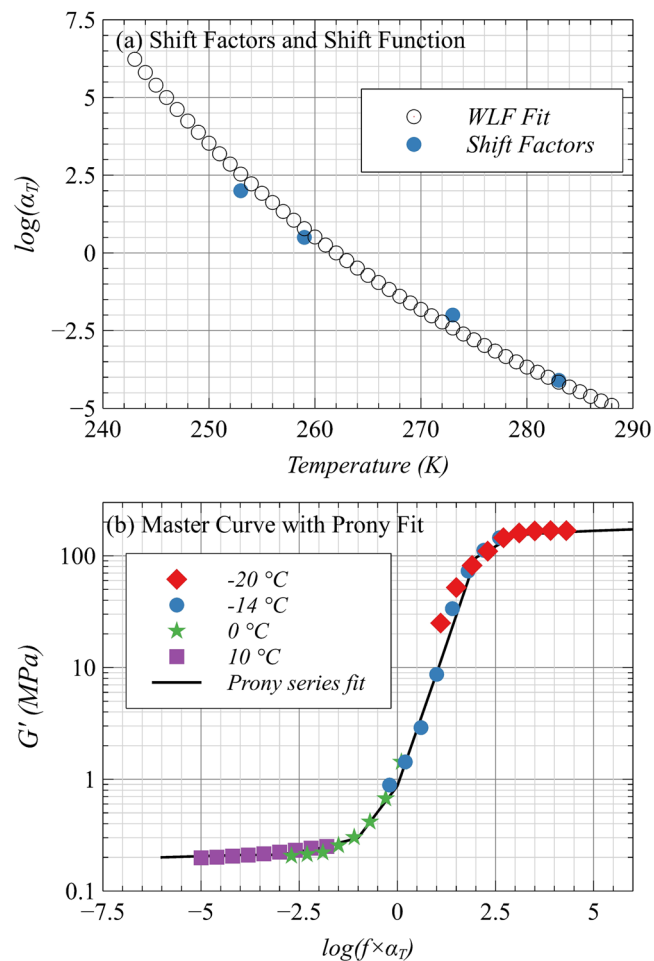 (a) Shift Factors and Shift Function
7.5
5
2.5
0
−2.5
−5
log(αT)
WLF Fit
Shift Factors
240 250 260 270 280 290
Temperature (K)
(b) Master Curve with Prony Fit
100
10
1
0.1
G' (MPa)
-20 °C
-14 °C
0 °C
10 °C
Prony series fit
−7.5 −5 −2.5 0 2.5 5
log(f×αT)